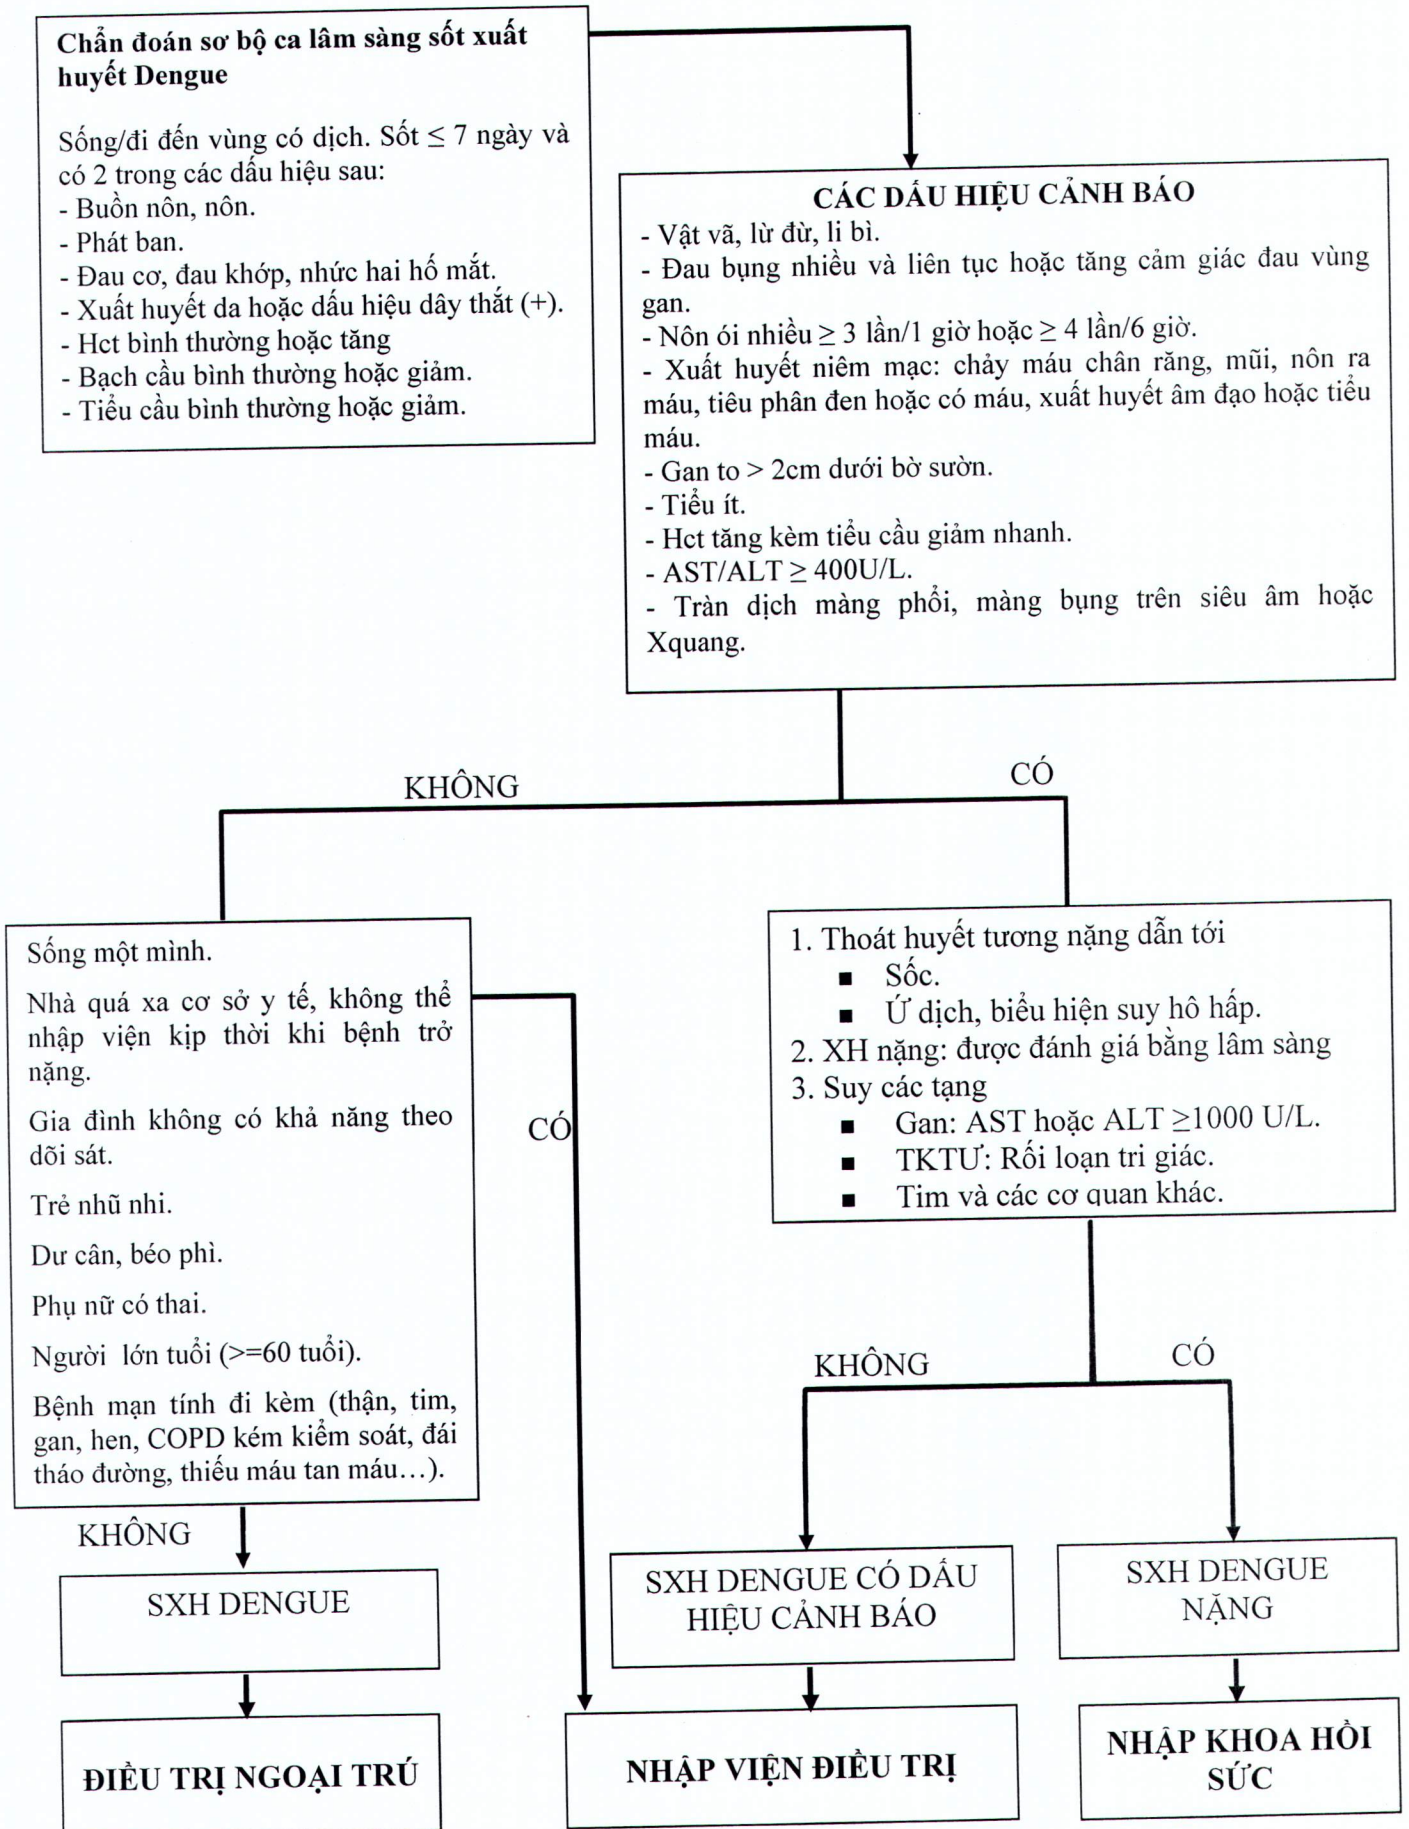 Chẩn đoán sơ bộ ca lâm sàng sốt xuất
huyết Dengue
Sống/đi đến vùng có dịch. Sốt ≤ 7 ngày và
có 2 trong các dấu hiệu sau:
- Buồn nôn, nôn.
- Phát ban.
- Đau cơ, đau khớp, nhức hai hố mắt.
- Xuất huyết da hoặc dấu hiệu dây thắt (+).
- Hct bình thường hoặc tăng
- Bạch cầu bình thường hoặc giảm.
- Tiểu cầu bình thường hoặc giảm.
CÁC DẤU HIỆU CẢNH BÁO
- Vật vã, lừ đừ, li bì.
- Đau bụng nhiều và liên tục hoặc tăng cảm giác đau vùng
gan.
- Nôn ói nhiều ≥ 3 lần/1 giờ hoặc ≥ 4 lần/6 giờ.
- Xuất huyết niêm mạc: chảy máu chân răng, mũi, nôn ra
máu, tiêu phân đen hoặc có máu, xuất huyết âm đạo hoặc tiểu
máu.
- Gan to > 2cm dưới bờ sườn.
- Tiểu ít.
- Hct tăng kèm tiểu cầu giảm nhanh.
- AST/ALT ≥ 400U/L.
- Tràn dịch màng phổi, màng bụng trên siêu âm hoặc
Xquang.
KHÔNG
CÓ
Sống một mình.
Nhà quá xa cơ sở y tế, không thể
nhập viện kịp thời khi bệnh trở
nặng.
Gia đình không có khả năng theo
dõi sát.
Trẻ nhũ nhi.
Dư cân, béo phì.
Phụ nữ có thai.
Người lớn tuổi (>=60 tuổi).
Bệnh mạn tính đi kèm (thận, tim,
gan, hen, COPD kém kiểm soát, đái
tháo đường, thiếu máu tan máu…).
CÓ
1. Thoát huyết tương nặng dẫn tới
■ Sốc.
■ Ứ dịch, biểu hiện suy hô hấp.
2. XH nặng: được đánh giá bằng lâm sàng
3. Suy các tạng
■ Gan: AST hoặc ALT ≥1000 U/L.
■ TKTƯ: Rối loạn tri giác.
■ Tim và các cơ quan khác.
KHÔNG
CÓ
KHÔNG
SXH DENGUE
SXH DENGUE CÓ DẤU
HIỆU CẢNH BÁO
SXH DENGUE
NẶNG
ĐIỀU TRỊ NGOẠI TRÚ
NHẬP VIỆN ĐIỀU TRỊ
NHẬP KHOA HỒI
SỨC